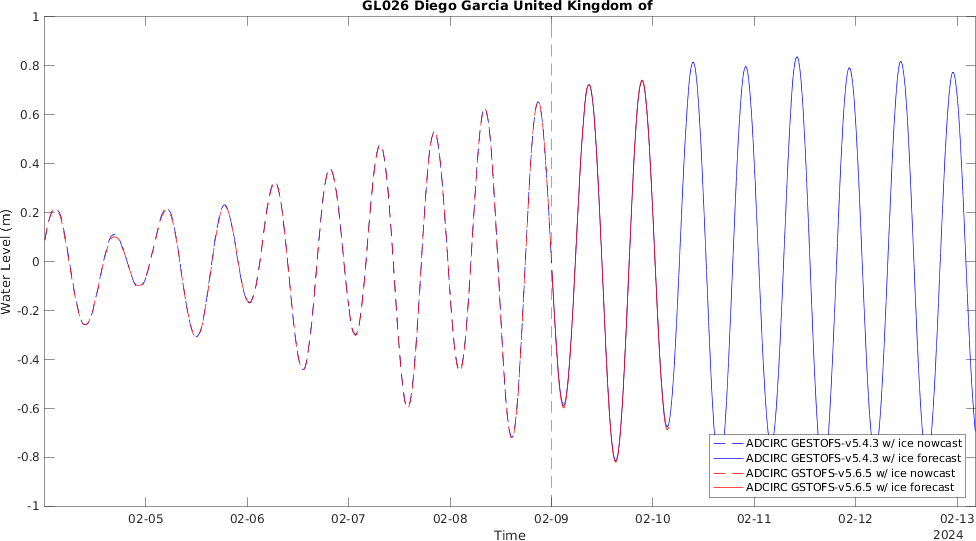 GL026 Diego Garcia United Kingdom of
1
0.8
0.6
0.4
0.2
0
-0.2
-0.4
-0.6
-0.8
-1
Water Level (m)
ADCIRC GESTOFS-v5.4.3 w/ ice nowcast
ADCIRC GESTOFS-v5.4.3 w/ ice forecast
ADCIRC GSTOFS-v5.6.5 w/ ice nowcast
ADCIRC GSTOFS-v5.6.5 w/ ice forecast
02-05 02-06 02-07 02-08 02-09 02-10 02-11 02-12 02-13
Time
2024